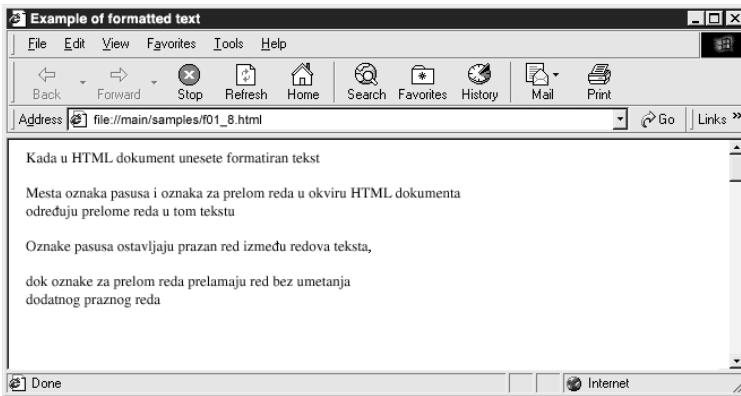 Example of formatted text
File Edit View Favorites Tools Help
Back Forward Stop Refresh Home Search Favorites History Mail Print
Address file://main/samples/f01_8.html Go Links »
Kada u HTML dokument unesete formatiran tekst
Mesta oznaka pasusa i oznaka za prelom reda u okviru HTML dokumenta
određuju prelome reda u tom tekstu
Oznake pasusa ostavljaju prazan red između redova teksta,
dok oznake za prelom reda prelamaju red bez umetanja
dodatnog praznog reda
Done Internet